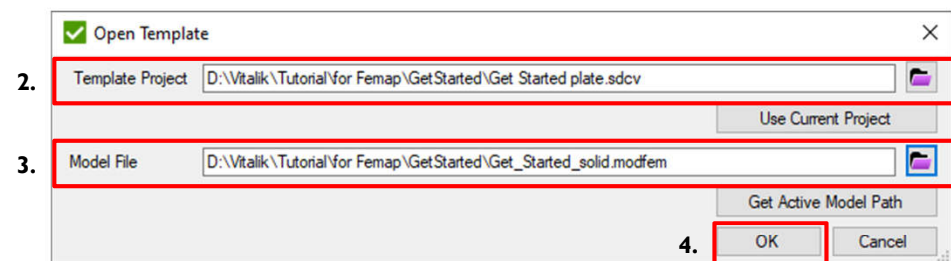 Open Template
2. Template Project D:\Vitalik\Tutorial\for Femap\GetStarted\Get Started plate.sdcv
Use Current Project
3. Model File D:\Vitalik\Tutorial\for Femap\GetStarted\Get_Started_solid.modfem
Get Active Model Path
4. OK Cancel